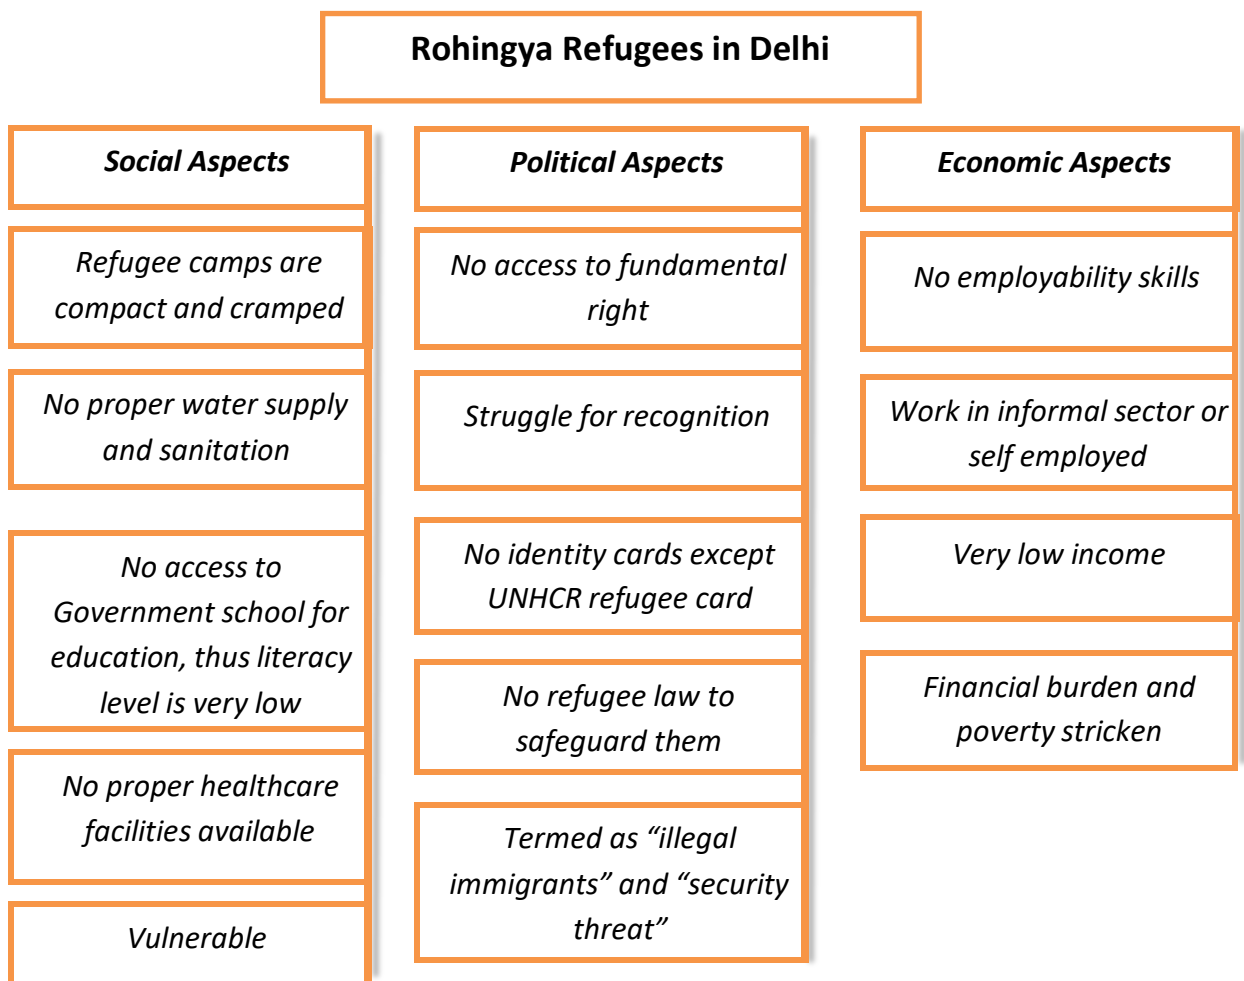 Rohingya Refugees in Delhi
Social Aspects
Refugee camps are
compact and cramped
No proper water supply
and sanitation
No access to
Government school for
education, thus literacy
level is very low
No proper healthcare
facilities available
Vulnerable
Political Aspects
No access to fundamental
right
Struggle for recognition
No identity cards except
UNHCR refugee card
No refugee law to
safeguard them
Termed as “illegal
immigrants” and “security
threat”
Economic Aspects
No employability skills
Work in informal sector or
self employed
Very low income
Financial burden and
poverty stricken